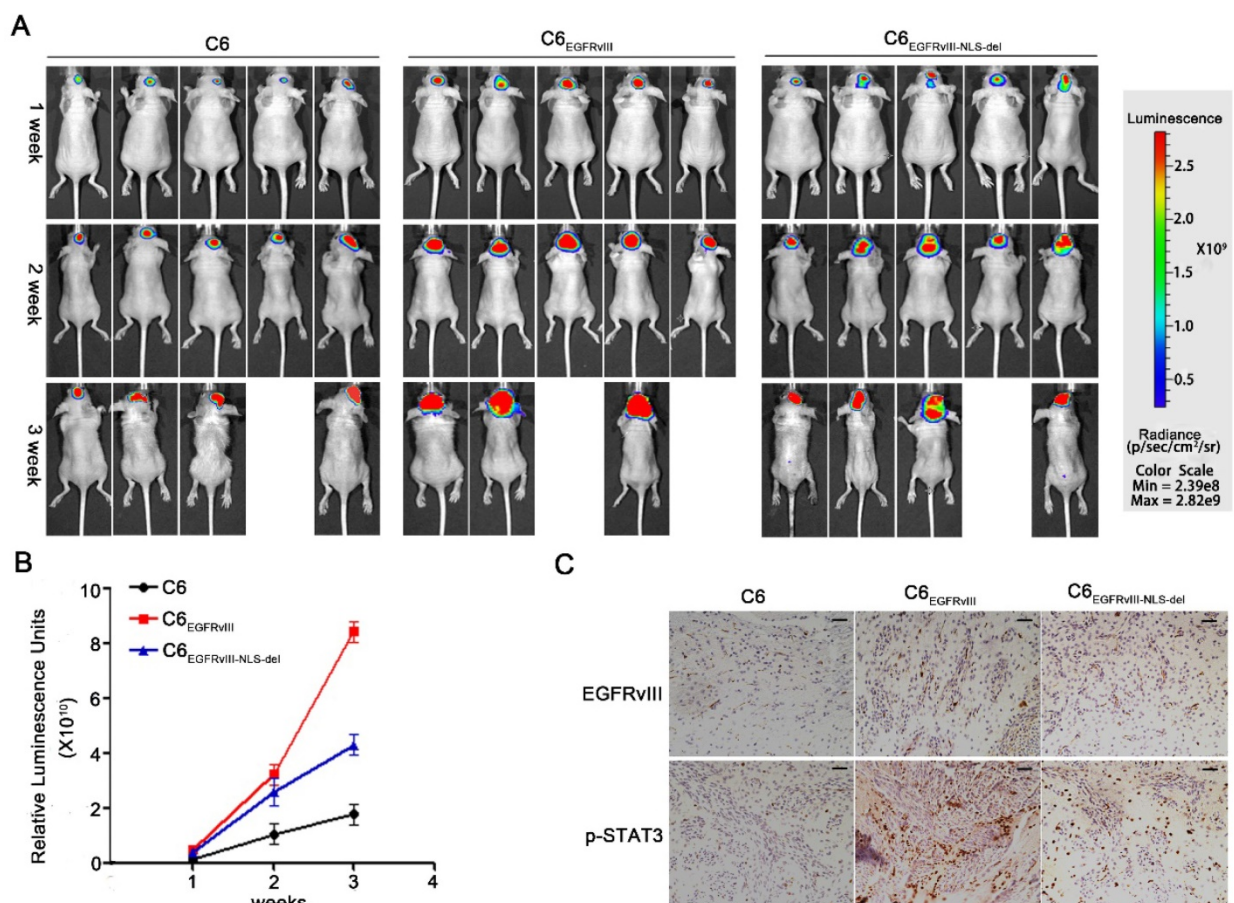 A
C6
C6EGFRvIII
C6EGFRvIII-NLS-del
1 week
2 week
3 week
Luminescence
2.5
2.0
X10⁹
1.5
1.0
0.5
Radiance
(p/sec/cm²/sr)
Color Scale
Min = 2.39e8
Max = 2.82e9
B
C6
C6EGFRvIII
C6EGFRvIII-NLS-del
Relative Luminescence Units
(X10¹⁰)
10
8
6
4
2
0
1
2
3
4
weeks
C
C6
C6EGFRvIII
C6EGFRvIII-NLS-del
EGFRvIII
p-STAT3